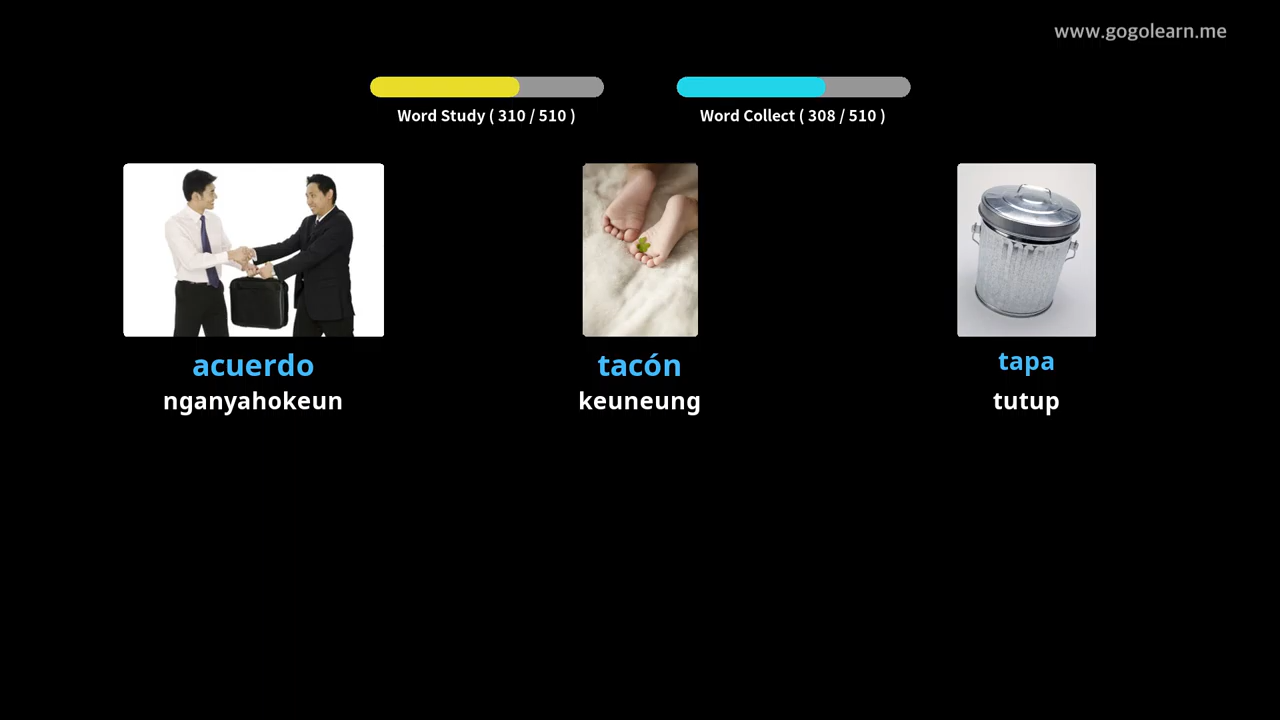 www.gogolearn.me
Word Study ( 310 / 510 )
Word Collect ( 308 / 510 )
acuerdo
nganyahokeun
tacón
keuneung
tapa
tutup